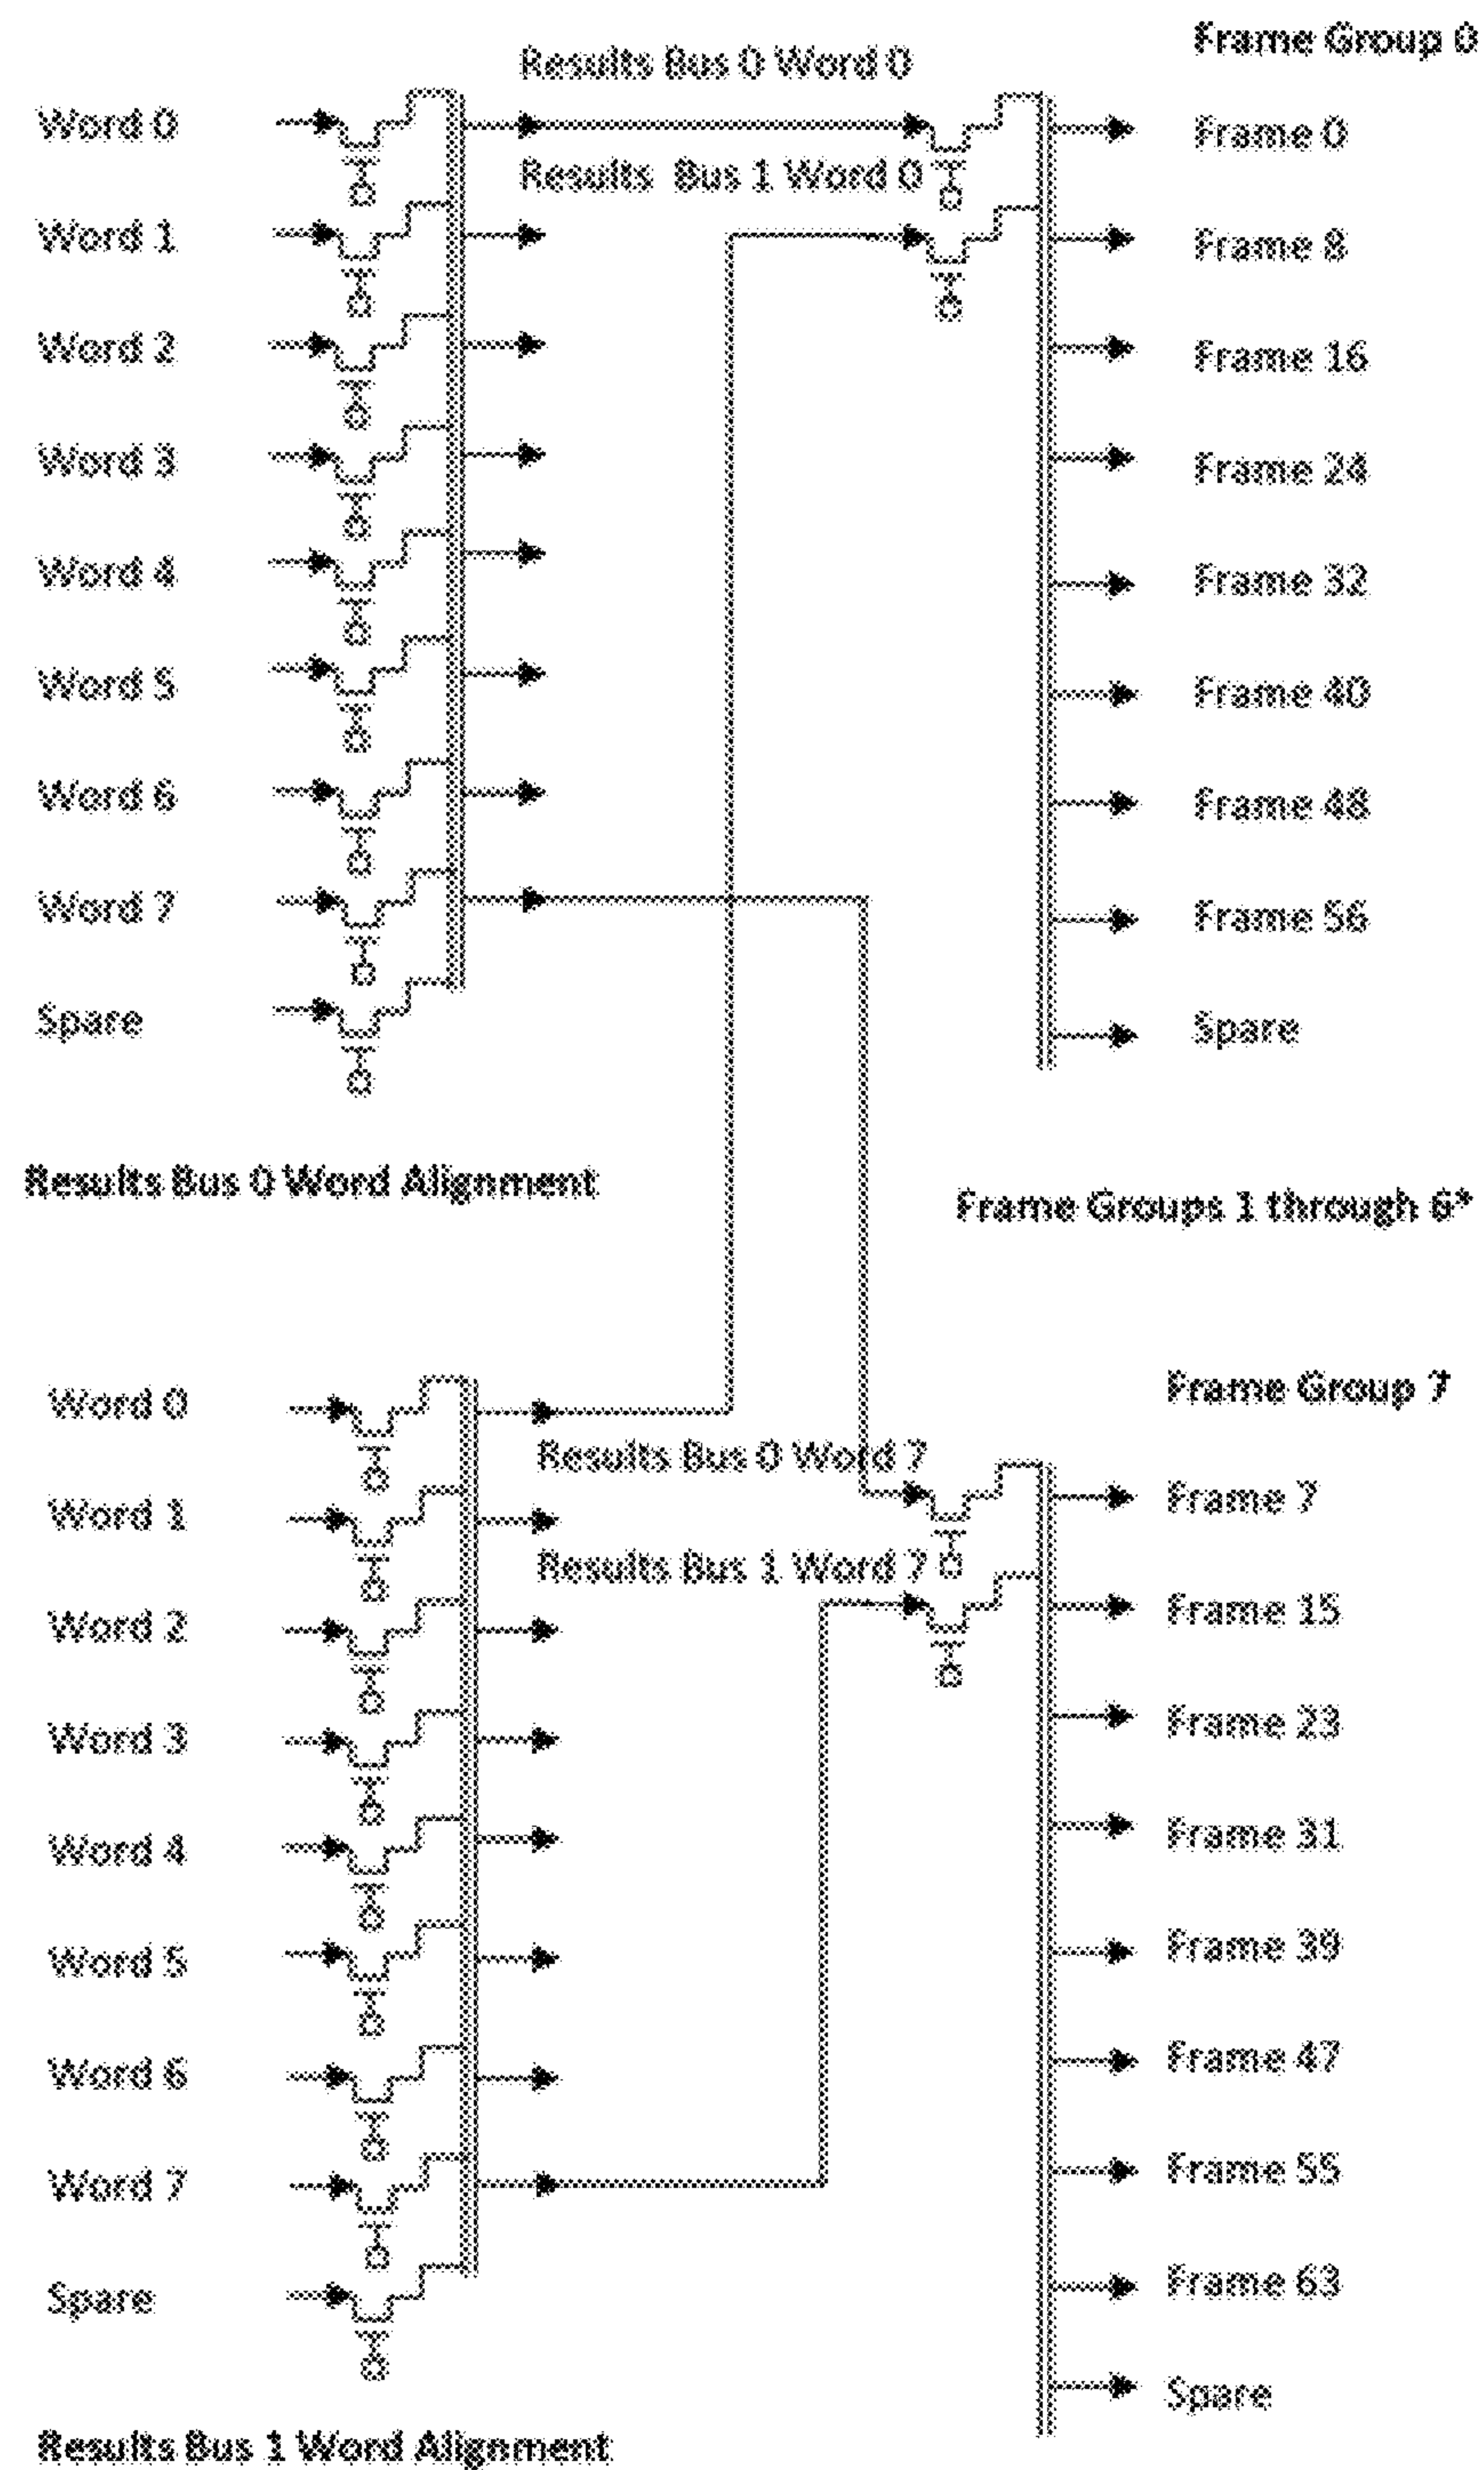 Frame Group 0
Results Bus 0 Word 0
Word 0
Frame 0
Results Bus 1 Word 0
Word 1
Frame 8
Word 2
Frame 16
Word 3
Frame 24
Word 4
Frame 32
Word 5
Frame 40
Word 6
Frame 48
Word 7
Frame 56
Spare
Spare
Results Bus 0 Word Alignment
Frame Groups 1 through 6*
Frame Group 7
Word 0
Results Bus 0 Word 7
Word 1
Frame 7
Results Bus 1 Word 7
Word 2
Frame 15
Word 3
Frame 23
Word 4
Frame 31
Word 5
Frame 39
Word 6
Frame 47
Word 7
Frame 55
Spare
Frame 63
Spare
Results Bus 1 Word Alignment